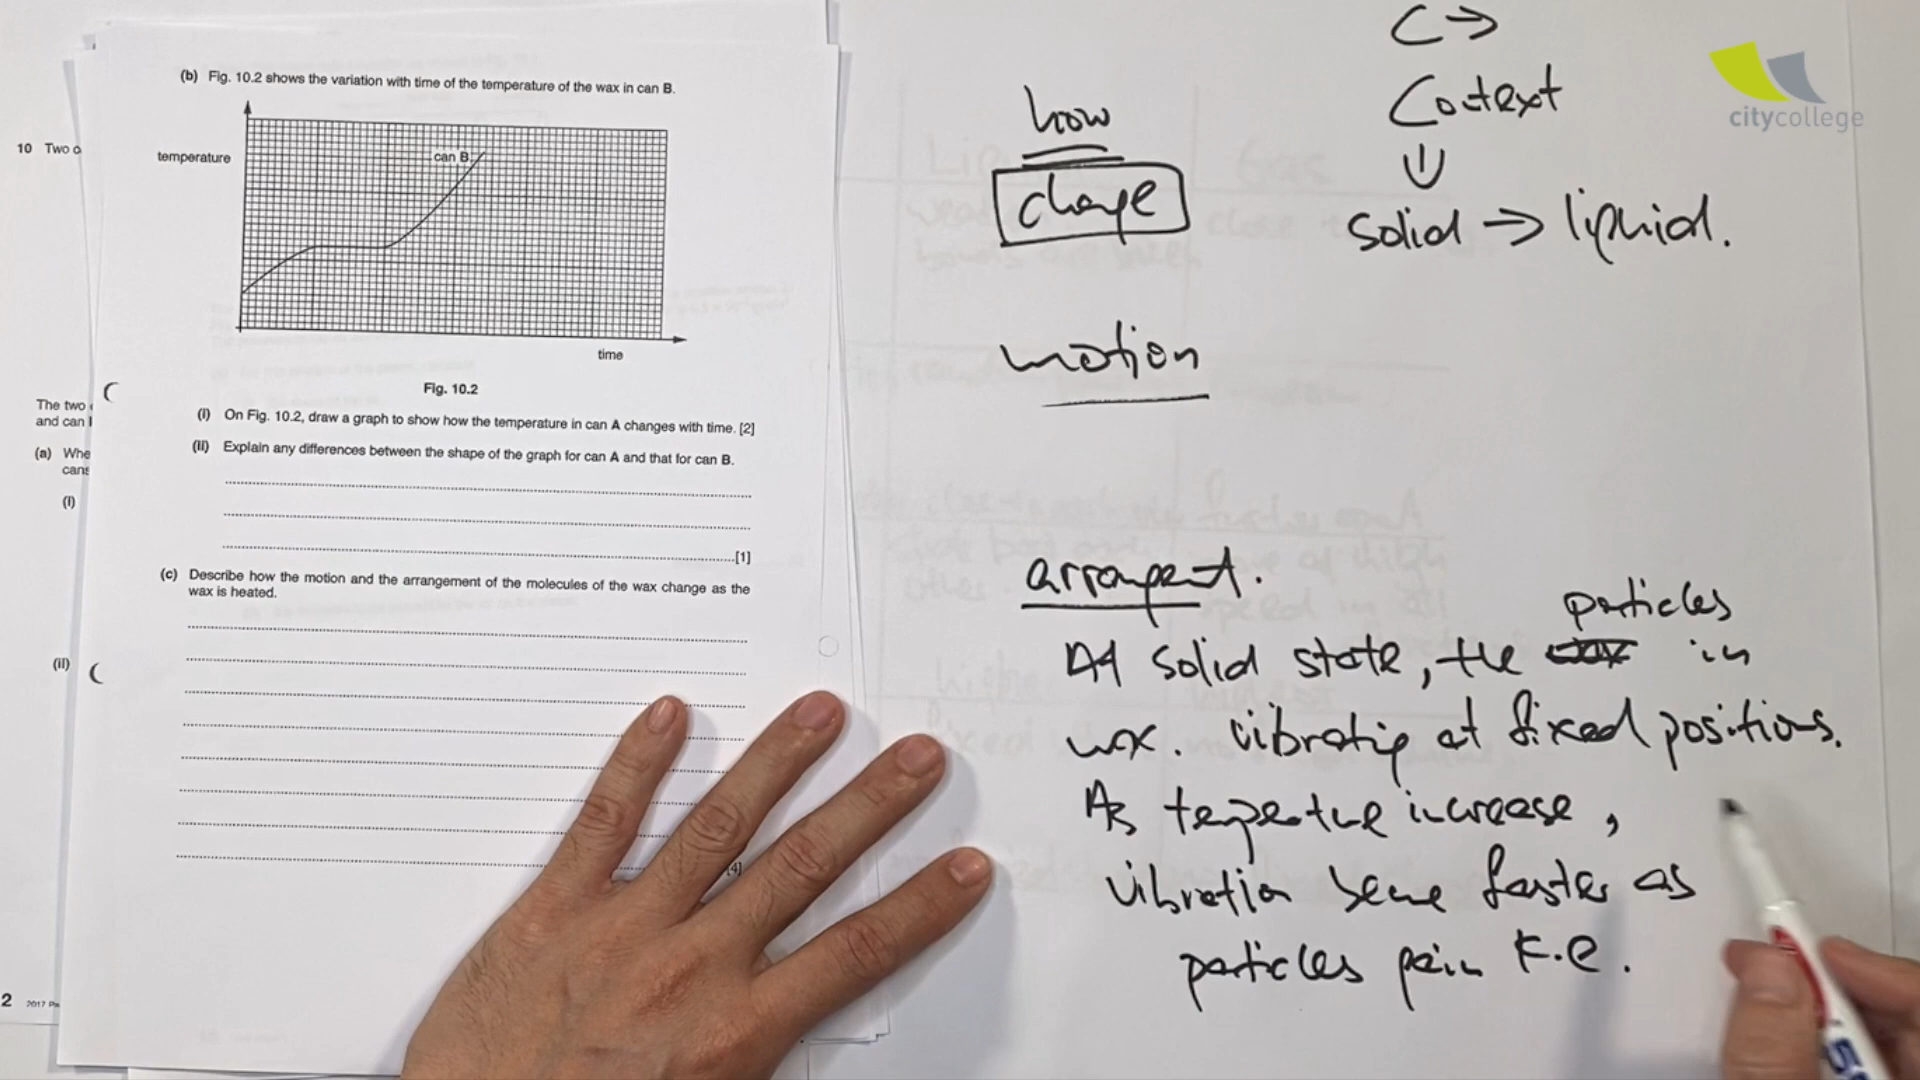 (b) Fig. 10.2 shows the variation with time of the temperature of the wax in can B.
temperature
can B
time
Fig. 10.2
(i) On Fig. 10.2, draw a graph to show how the temperature in can A changes with time. [2]
(ii) Explain any differences between the shape of the graph for can A and that for can B.
[1]
(c) Describe how the motion and the arrangement of the molecules of the wax change as the
wax is heated.
[4]
10 Two
The two
and can
(a) Whe
cans
(i)
(ii)
2 2017
how
change
motion
C ⇒
Context
solid ⇒ liquid.
citycollege
arrangement.
At solid state, the particles in
wax. vibrating at fixed positions.
As temperature increase,
vibration become faster as
particles gain K.e.